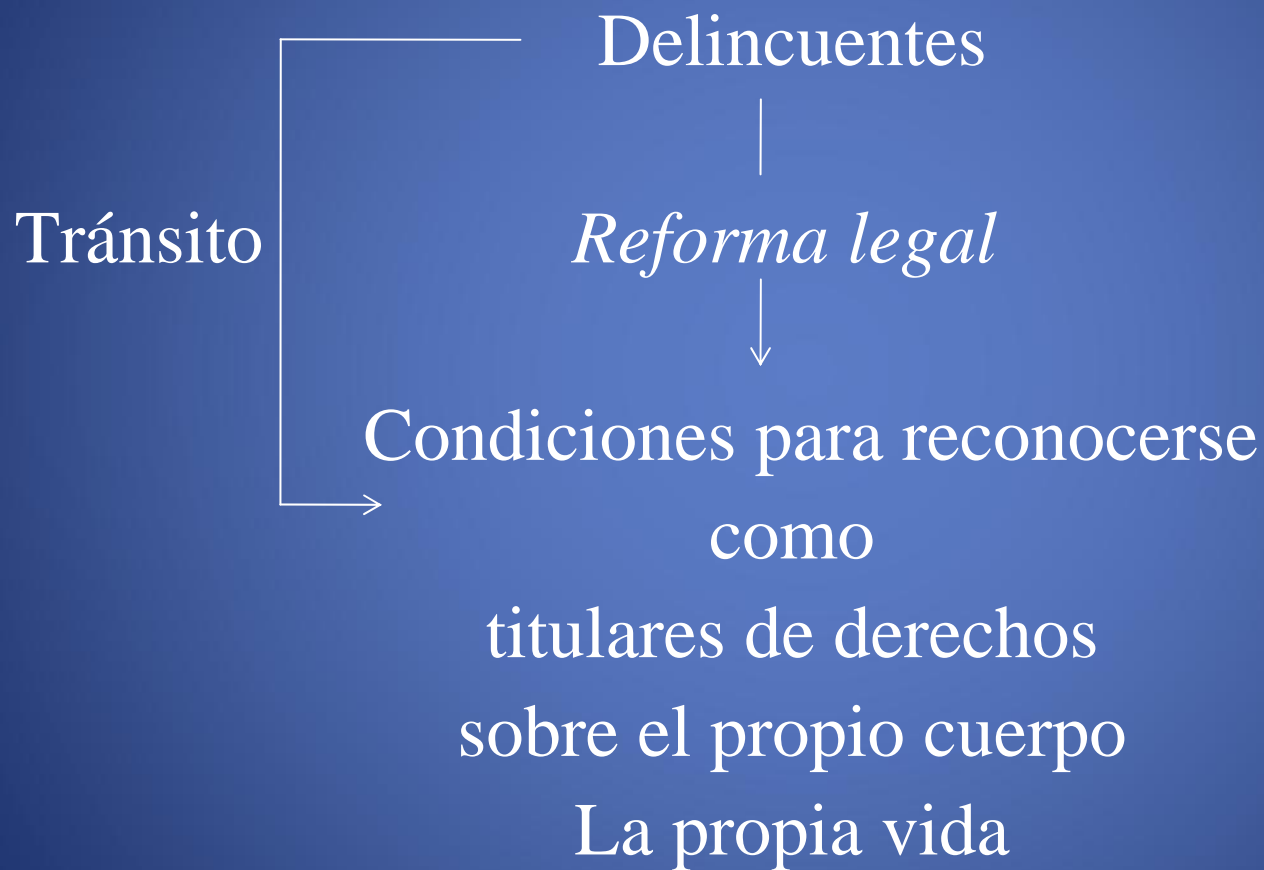 Delincuentes
Tránsito
Reforma legal
Condiciones para reconocerse
como
titulares de derechos
sobre el propio cuerpo
La propia vida